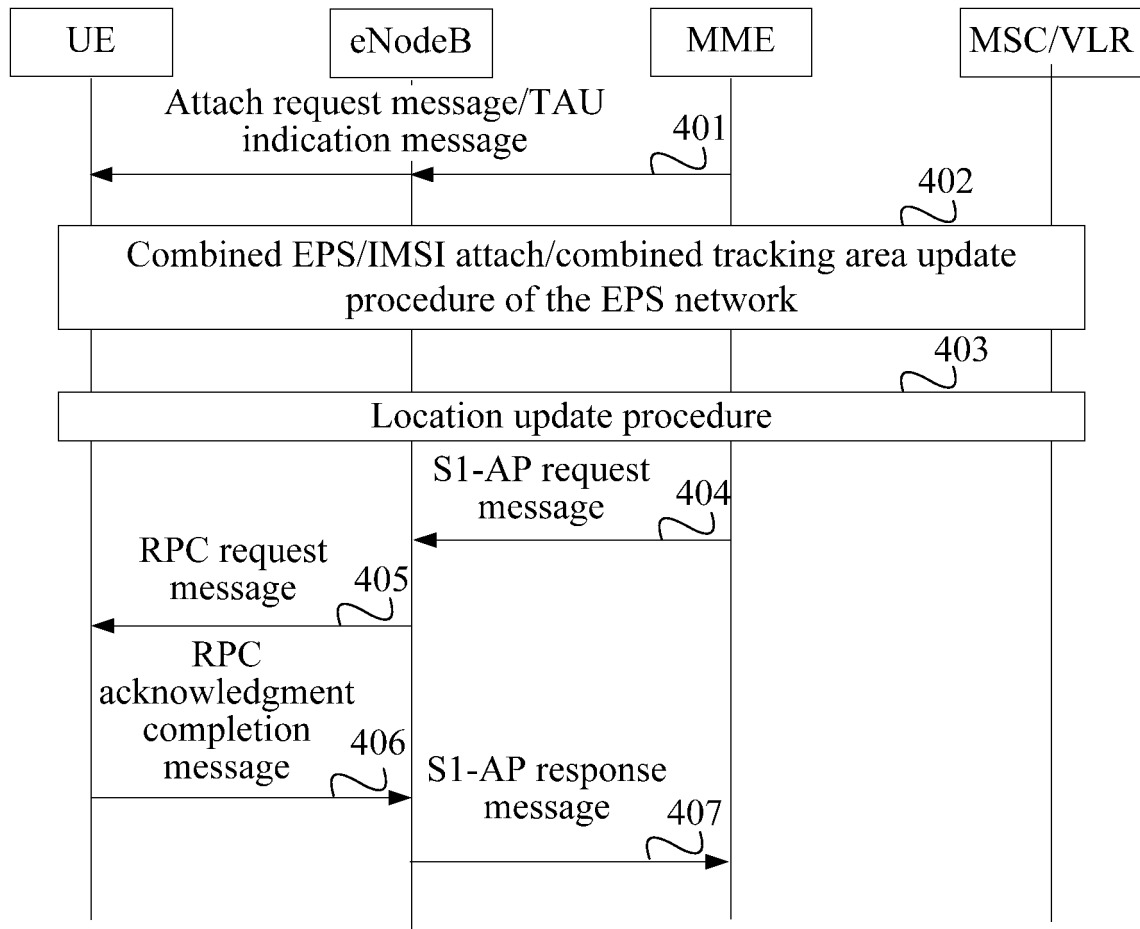 UE
eNodeB
MME
MSC/VLR
Attach request message/TAU
indication message
401
402
Combined EPS/IMSI attach/combined tracking area update
procedure of the EPS network
403
Location update procedure
S1-AP request
message
404
RPC request
message
405
RPC
acknowledgment
completion
message
406
S1-AP response
message
407